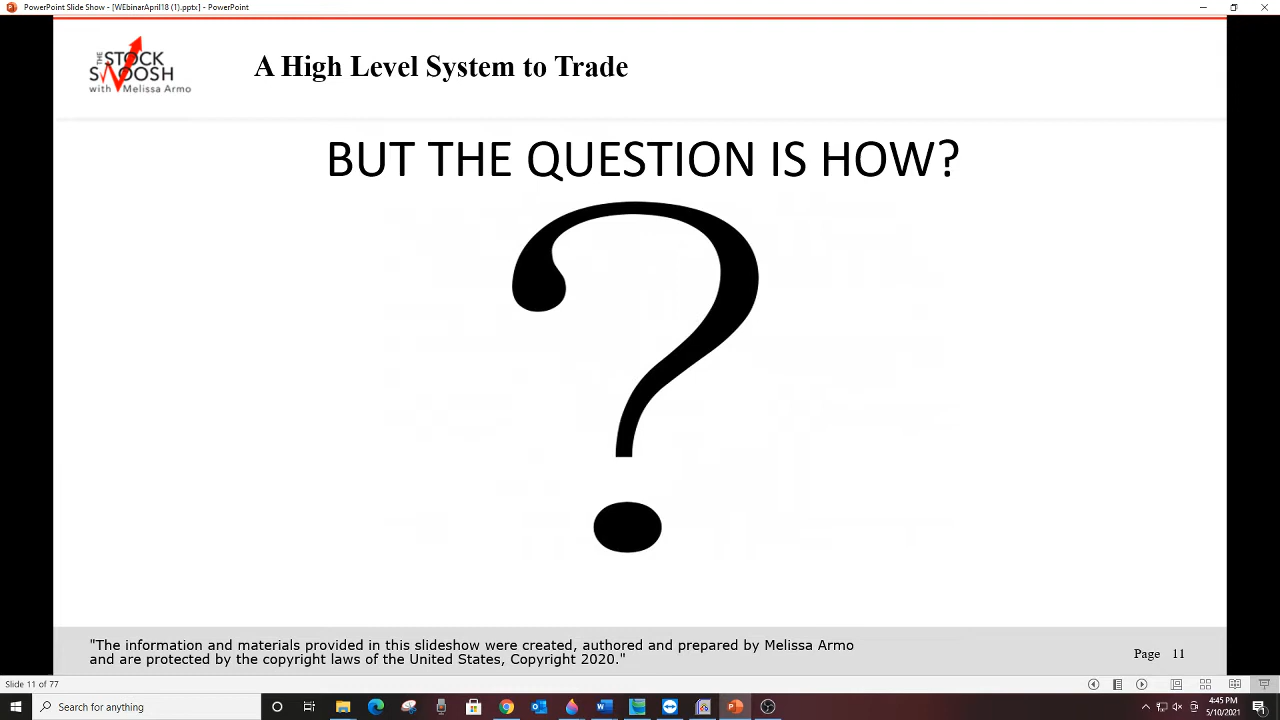 PowerPoint Slide Show - [WEbinarApril18 (1).pptx] - PowerPoint
THE STOCK
SWOOSH
with Melissa Armo
A High Level System to Trade
BUT THE QUESTION IS HOW?
?
"The information and materials provided in this slideshow were created, authored and prepared by Melissa Armo
and are protected by the copyright laws of the United States, Copyright 2020."
Page 11
Slide 11 of 77
Search for anything
4:45 PM
5/10/2021